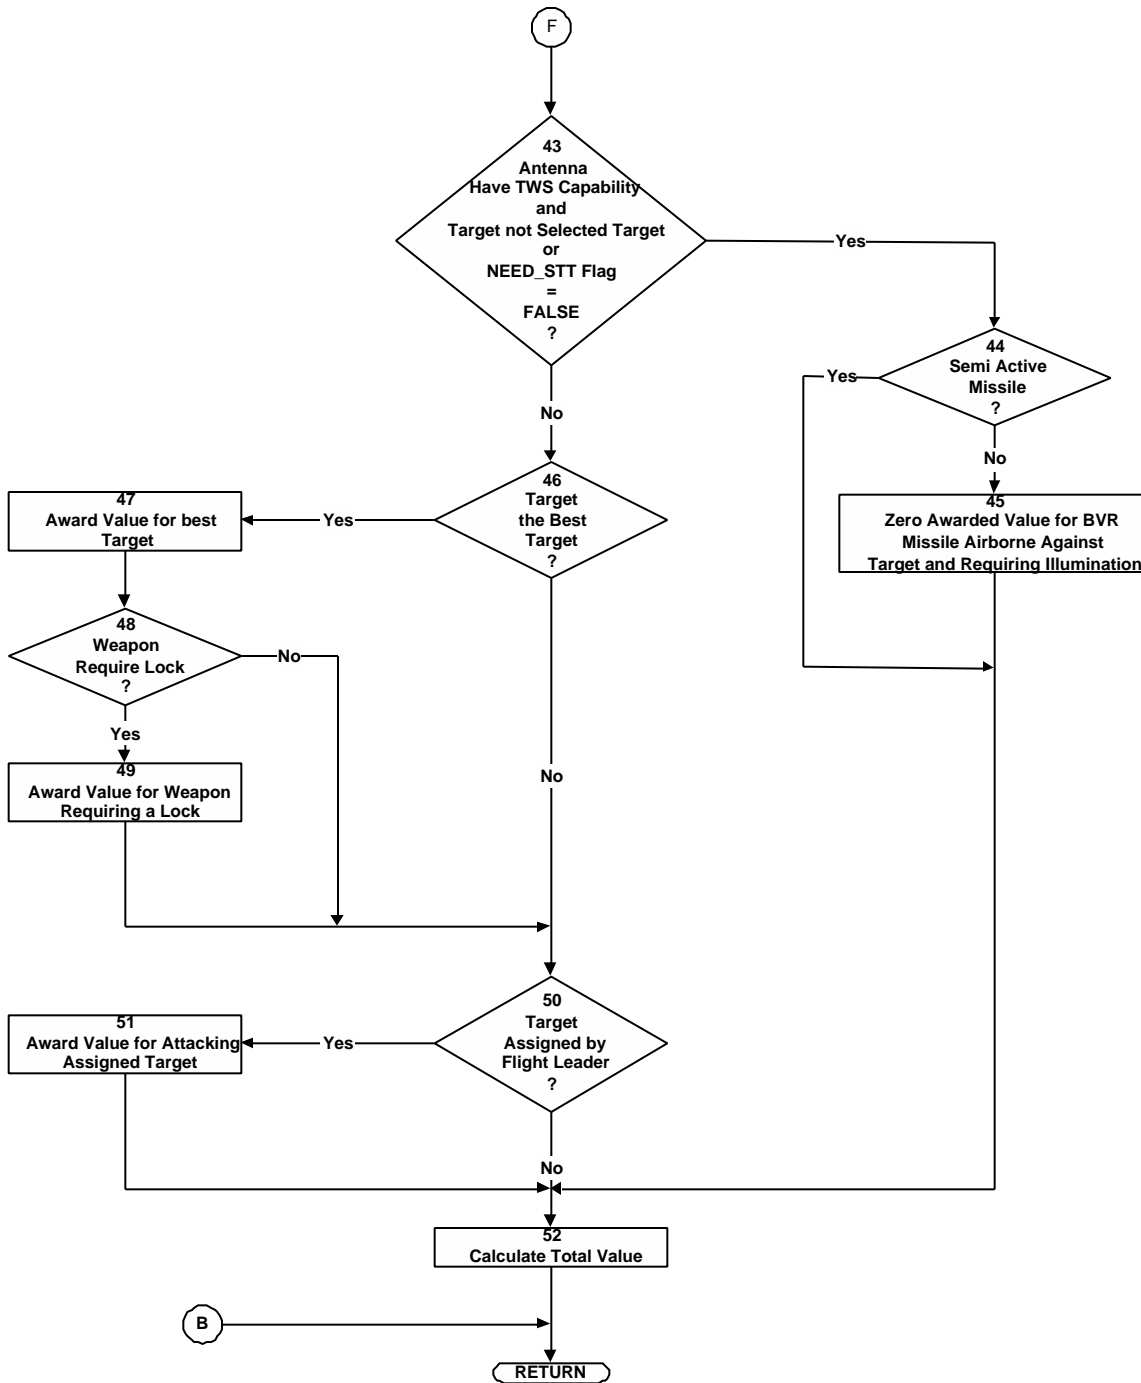 F
43
Antenna
Have TWS Capability
and
Target not Selected Target
or
NEED_STT Flag
=
FALSE
?
Yes
44
Semi Active
Missile
?
Yes
No
No
45
Zero Awarded Value for BVR
Missile Airborne Against
Target and Requiring Illumination
46
Target
the Best
Target
?
Yes
47
Award Value for best
Target
48
Weapon
Require Lock
?
No
Yes
49
Award Value for Weapon
Requiring a Lock
No
50
Target
Assigned by
Flight Leader
?
Yes
51
Award Value for Attacking
Assigned Target
No
52
Calculate Total Value
B
RETURN